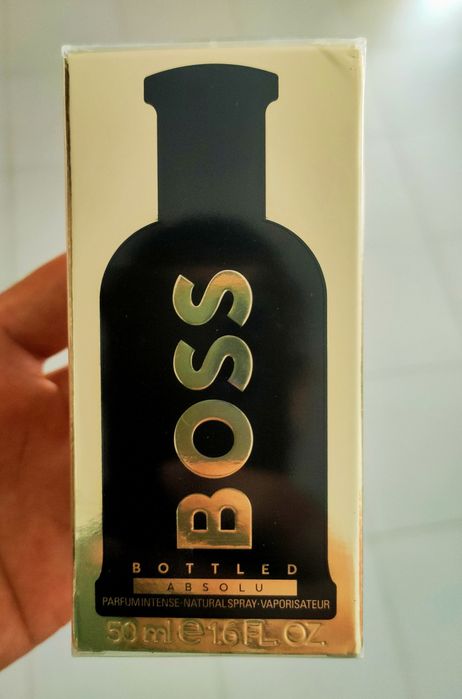 BOSS
BOTTLED
ABSOLU
PARFUM INTENSE · NATURAL SPRAY · VAPORISATEUR
50 ml ℮ 1.6 FL. OZ.